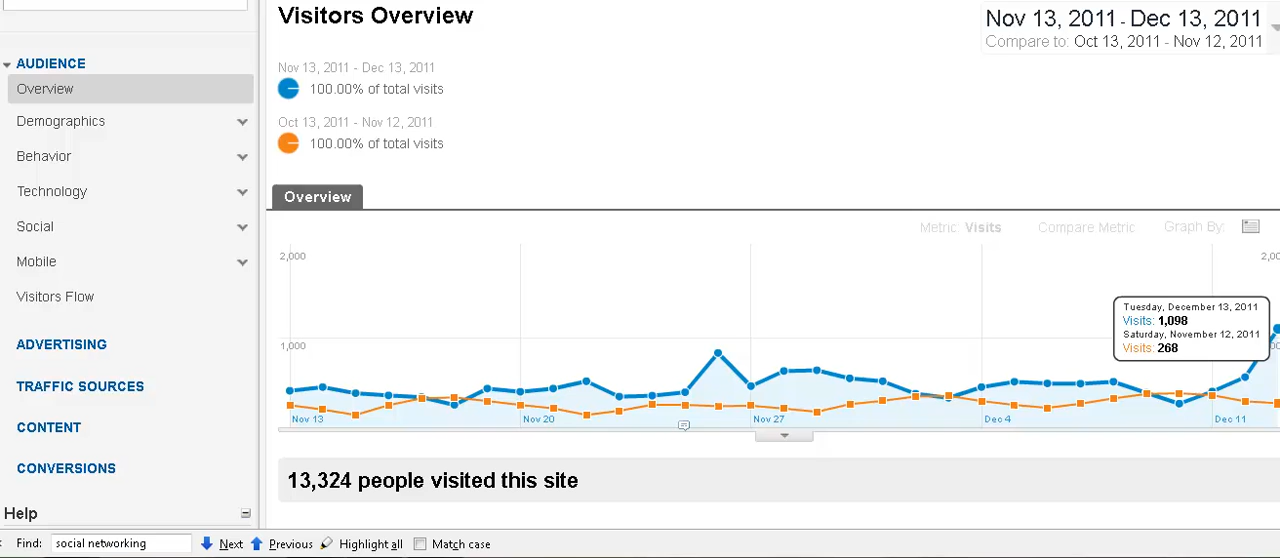 Visitors Overview
Nov 13, 2011 - Dec 13, 2011
Compare to: Oct 13, 2011 - Nov 12, 2011
Nov 13, 2011 - Dec 13, 2011
100.00% of total visits
Oct 13, 2011 - Nov 12, 2011
100.00% of total visits
AUDIENCE
Overview
Demographics
Behavior
Technology
Social
Mobile
Visitors Flow
ADVERTISING
TRAFFIC SOURCES
CONTENT
CONVERSIONS
Help
Overview
Metric: Visits Compare Metric Graph By:
2,000
1,000
Tuesday, December 13, 2011
Visits: 1,098
Saturday, November 12, 2011
Visits: 268
Nov 13 Nov 20 Nov 27 Dec 4 Dec 11
13,324 people visited this site
Find: social networking Next Previous Highlight all Match case